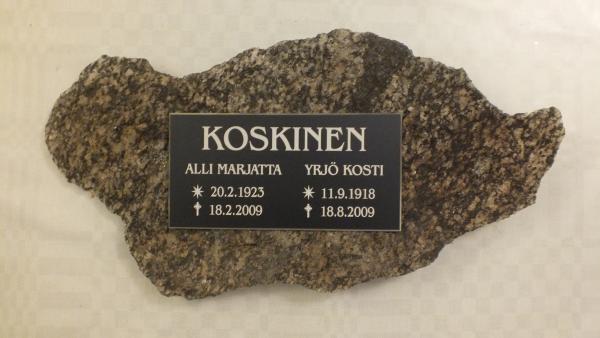 KOSKINEN
ALLI MARJATTA YRJÖ KOSTI
✷ 20.2.1923 ✷ 11.9.1918
✝ 18.2.2009 ✝ 18.8.2009